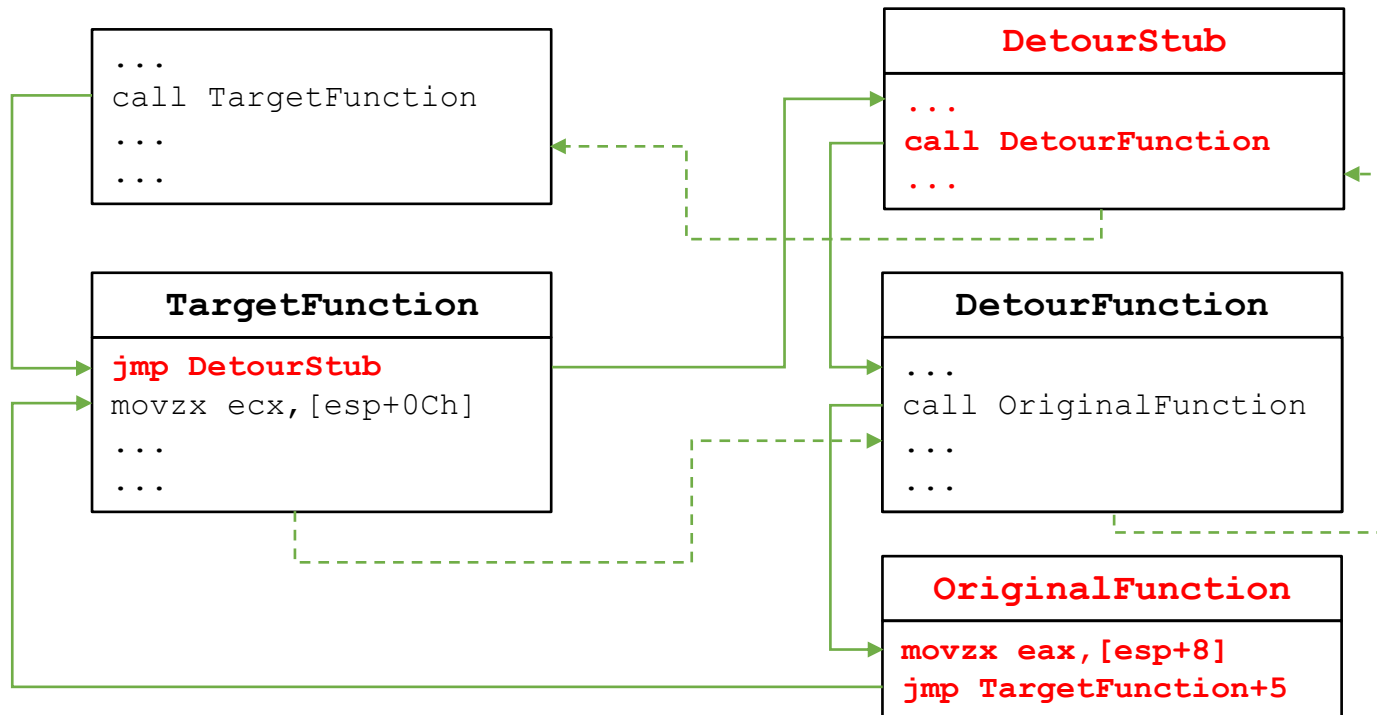 ...
call TargetFunction
...
...
DetourStub
...
call DetourFunction
...
TargetFunction
jmp DetourStub
movzx ecx,[esp+0Ch]
...
...
DetourFunction
...
call OriginalFunction
...
...
OriginalFunction
movzx eax,[esp+8]
jmp TargetFunction+5